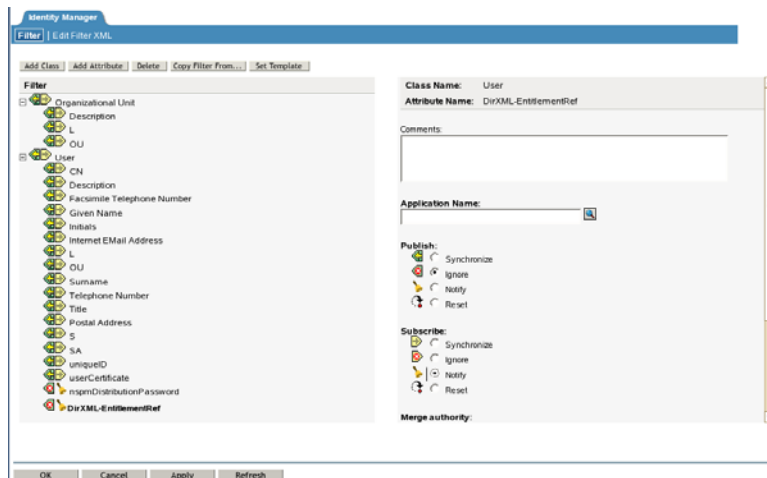 Identity Manager
Filter | Edit Filter XML
Add Class Add Attribute Delete Copy Filter From... Set Template
Filter
Organizational Unit
Description
L
OU
User
CN
Description
Facsimile Telephone Number
Given Name
Initials
Internet EMail Address
L
OU
Surname
Telephone Number
Title
Postal Address
S
SA
uniqueID
userCertificate
nspmDistributionPassword
DirXML-EntitlementRef
Class Name: User
Attribute Name: DirXML-EntitlementRef
Comments:
Application Name:
Publish:
Synchronize
Ignore
Notify
Reset
Subscribe:
Synchronize
Ignore
Notify
Reset
Merge authority:
OK Cancel Apply Refresh